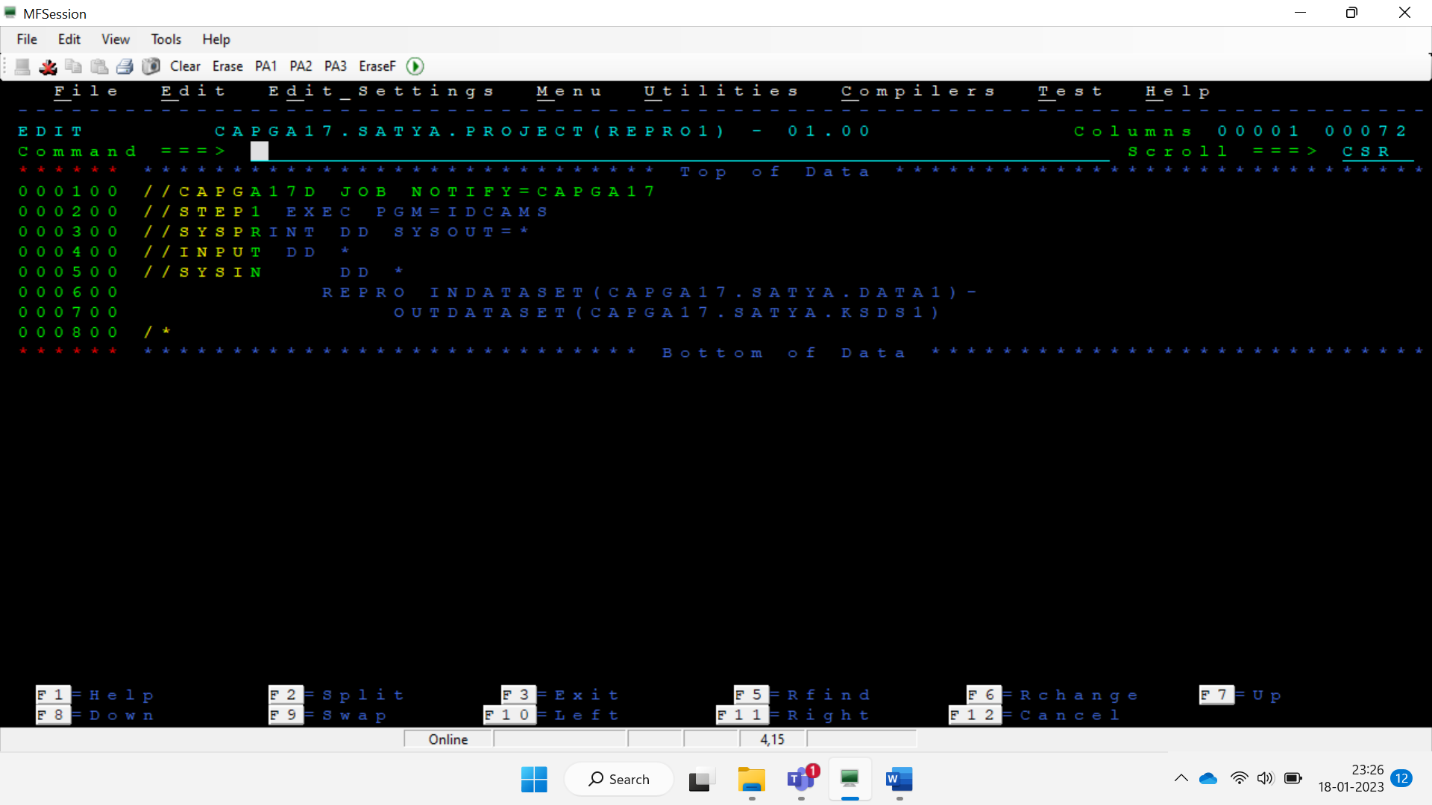 MFSession
File Edit View Tools Help
Clear Erase PA1 PA2 PA3 EraseF
File Edit Edit_Settings Menu Utilities Compilers Test Help
- - - - - - - - - - - - - - - - - - - - - - - - - - - - - - - - - - - - - - - - - - - - - - - - - - - - - - - - - - - - - - - - - - - - - - - - - - - - - - -
EDIT CAPGA17.SATYA.PROJECT(REPRO1) - 01.00 Columns 00001 00072
Command ===> Scroll ===> CSR
****** ***************************** Top of Data ******************************
000100 //CAPGA17D JOB NOTIFY=CAPGA17
000200 //STEP1 EXEC PGM=IDCAMS
000300 //SYSPRINT DD SYSOUT=*
000400 //INPUT DD *
000500 //SYSIN DD *
000600 REPRO INDATASET(CAPGA17.SATYA.DATA1)-
000700 OUTDATASET(CAPGA17.SATYA.KSDS1)
000800 /*
****** **************************** Bottom of Data ****************************
F1=Help F2=Split F3=Exit F5=Rfind F6=Rchange F7=Up
F8=Down F9=Swap F10=Left F11=Right F12=Cancel
Online 4,15
Search 1 23:26
18-01-2023 12